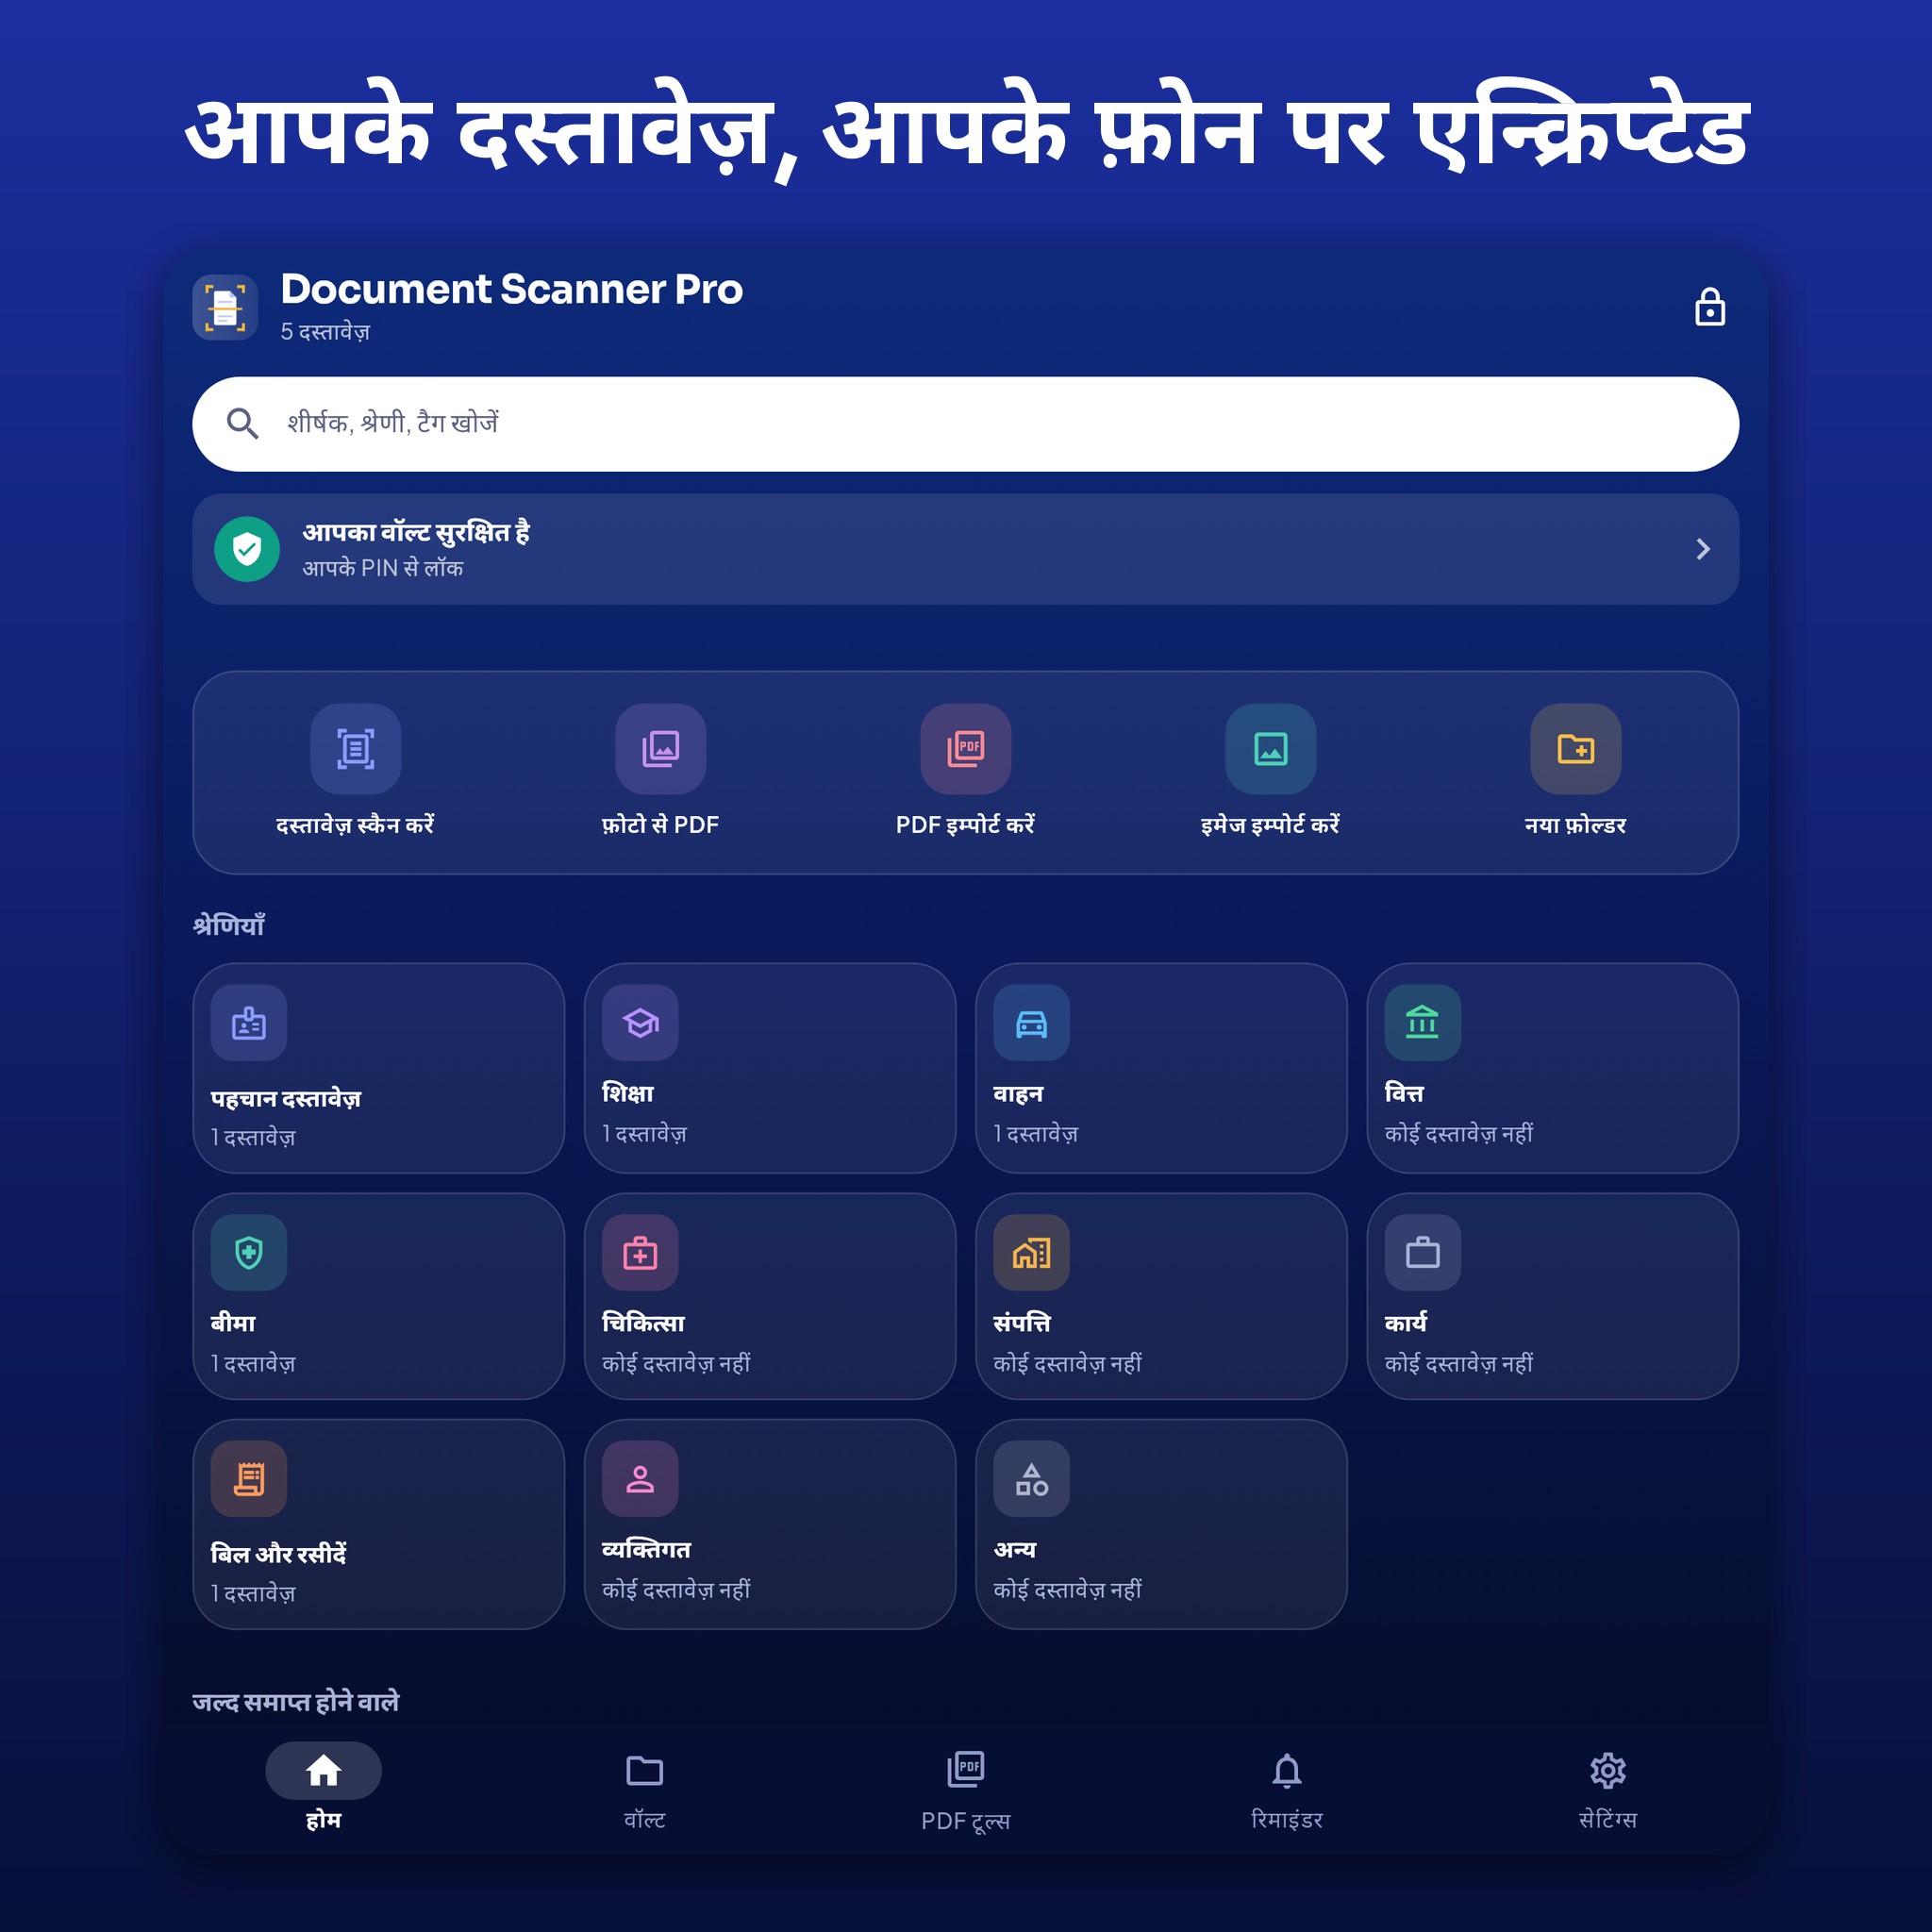 आपके दस्तावेज़, आपके फ़ोन पर एन्क्रिप्टेड
Document Scanner Pro
5 दस्तावेज़
शीर्षक, श्रेणी, टैग खोजें
आपका वॉल्ट सुरक्षित है
आपके PIN से लॉक
दस्तावेज़ स्कैन करें
फ़ोटो से PDF
PDF
PDF इम्पोर्ट करें
इमेज इम्पोर्ट करें
नया फ़ोल्डर
श्रेणियाँ
पहचान दस्तावेज़
1 दस्तावेज़
शिक्षा
1 दस्तावेज़
वाहन
1 दस्तावेज़
वित्त
कोई दस्तावेज़ नहीं
बीमा
1 दस्तावेज़
चिकित्सा
कोई दस्तावेज़ नहीं
संपत्ति
कोई दस्तावेज़ नहीं
कार्य
कोई दस्तावेज़ नहीं
बिल और रसीदें
1 दस्तावेज़
व्यक्तिगत
कोई दस्तावेज़ नहीं
अन्य
कोई दस्तावेज़ नहीं
जल्द समाप्त होने वाले
होम
वॉल्ट
PDF
PDF टूल्स
रिमाइंडर
सेटिंग्स